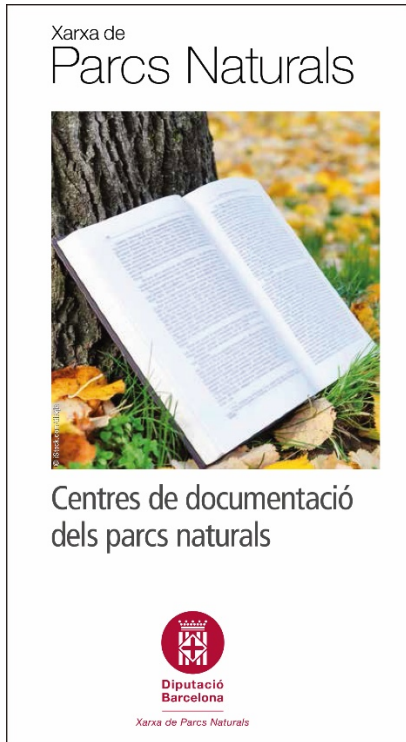 Xarxa de
Parcs Naturals
Centres de documentació
dels parcs naturals
Diputació
Barcelona
Xarxa de Parcs Naturals